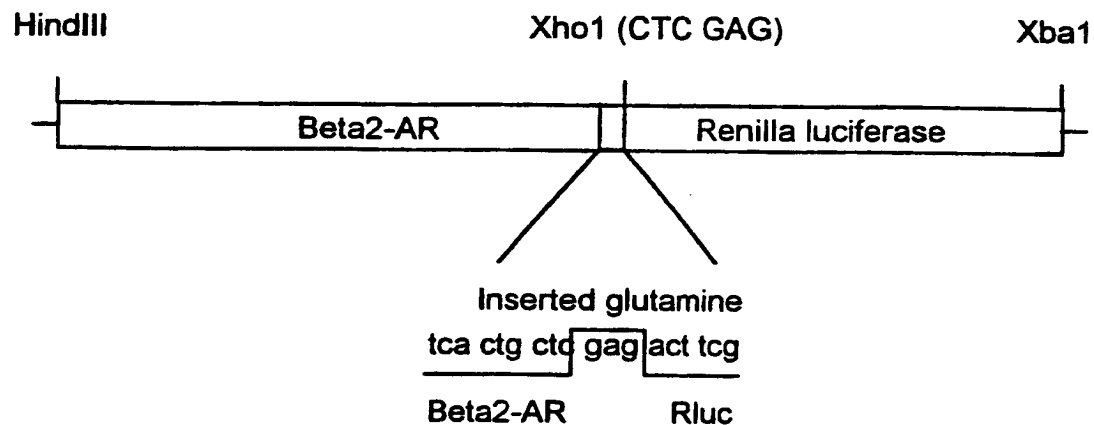 HindIII Xho1 (CTC GAG) Xba1
Beta2-AR Renilla luciferase
Inserted glutamine
tca ctg ctc gag act tcg
Beta2-AR Rluc